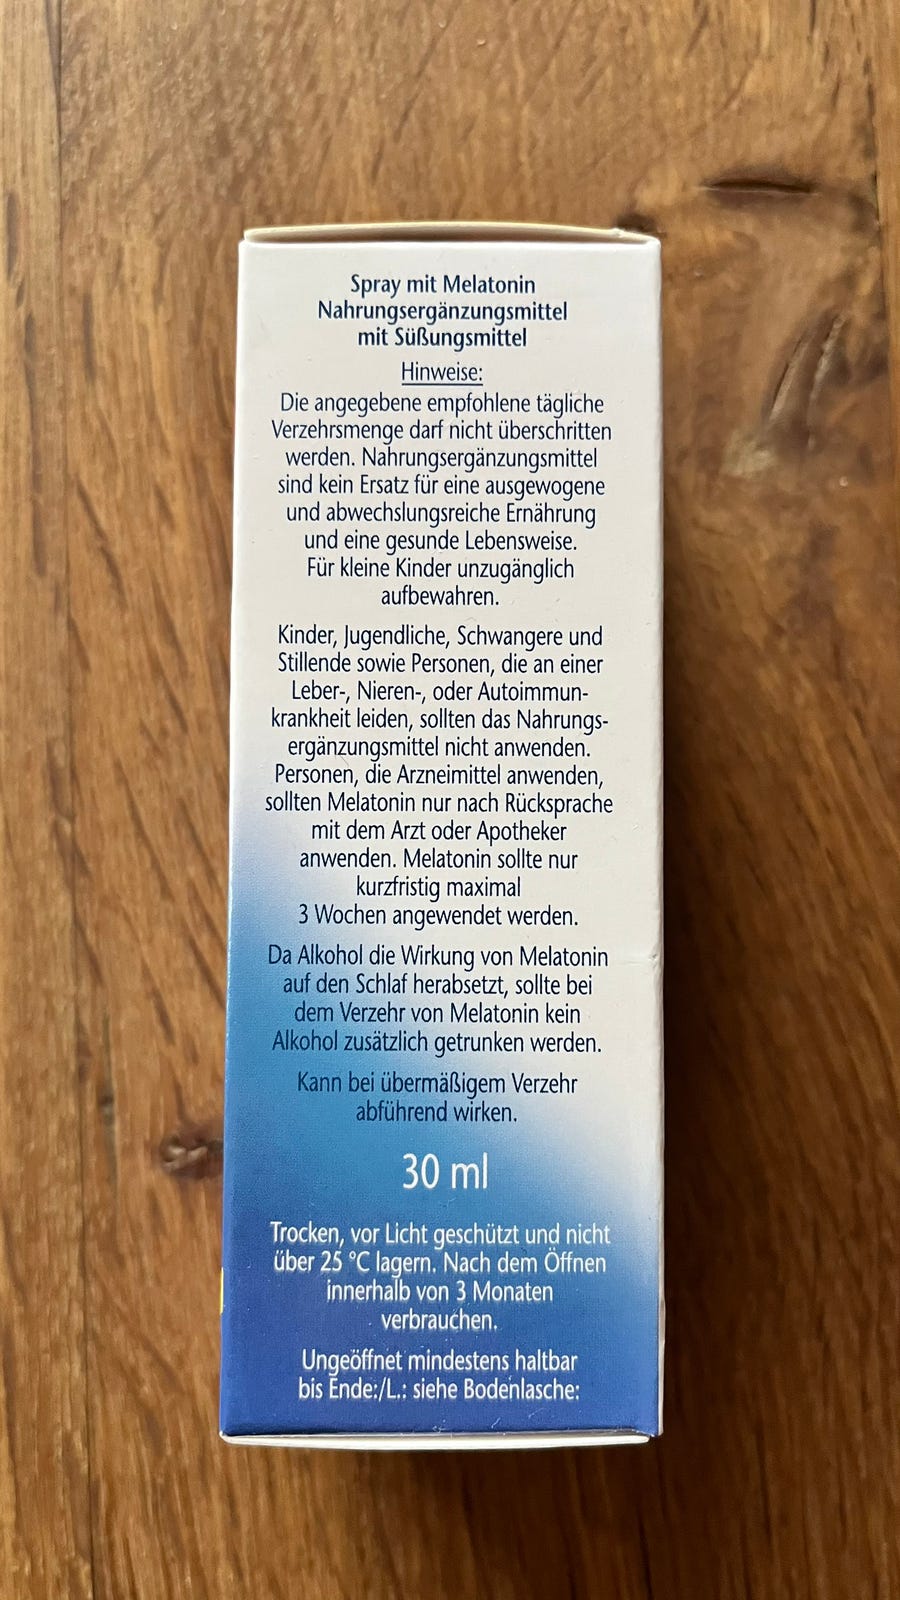 Spray mit Melatonin
Nahrungsergänzungsmittel
mit Süßungsmittel
Hinweise:
Die angegebene empfohlene tägliche
Verzehrsmenge darf nicht überschritten
werden. Nahrungsergänzungsmittel
sind kein Ersatz für eine ausgewogene
und abwechslungsreiche Ernährung
und eine gesunde Lebensweise.
Für kleine Kinder unzugänglich
aufbewahren.
Kinder, Jugendliche, Schwangere und
Stillende sowie Personen, die an einer
Leber-, Nieren-, oder Autoimmun-
krankheit leiden, sollten das Nahrungs-
ergänzungsmittel nicht anwenden.
Personen, die Arzneimittel anwenden,
sollten Melatonin nur nach Rücksprache
mit dem Arzt oder Apotheker
anwenden. Melatonin sollte nur
kurzfristig maximal
3 Wochen angewendet werden.
Da Alkohol die Wirkung von Melatonin
auf den Schlaf herabsetzt, sollte bei
dem Verzehr von Melatonin kein
Alkohol zusätzlich getrunken werden.
Kann bei übermäßigem Verzehr
abführend wirken.
30 ml
Trocken, vor Licht geschützt und nicht
über 25 °C lagern. Nach dem Öffnen
innerhalb von 3 Monaten
verbrauchen.
Ungeöffnet mindestens haltbar
bis Ende:/L.: siehe Bodenlasche: